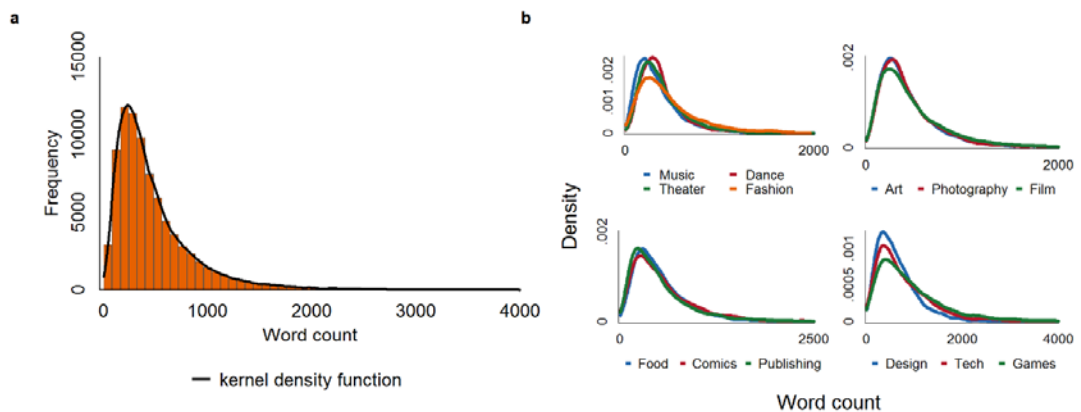 a
Frequency
15000
10000
5000
0
0 1000 2000 3000 4000
Word count
kernel density function
b
Density
.002
.001
0
0 2000
Music Dance
Theater Fashion
.002
0
0 2000
Art Photography Film
.002
0
0 2500
Food Comics Publishing
.001
.0005
0
0 2000 4000
Design Tech Games
Word count